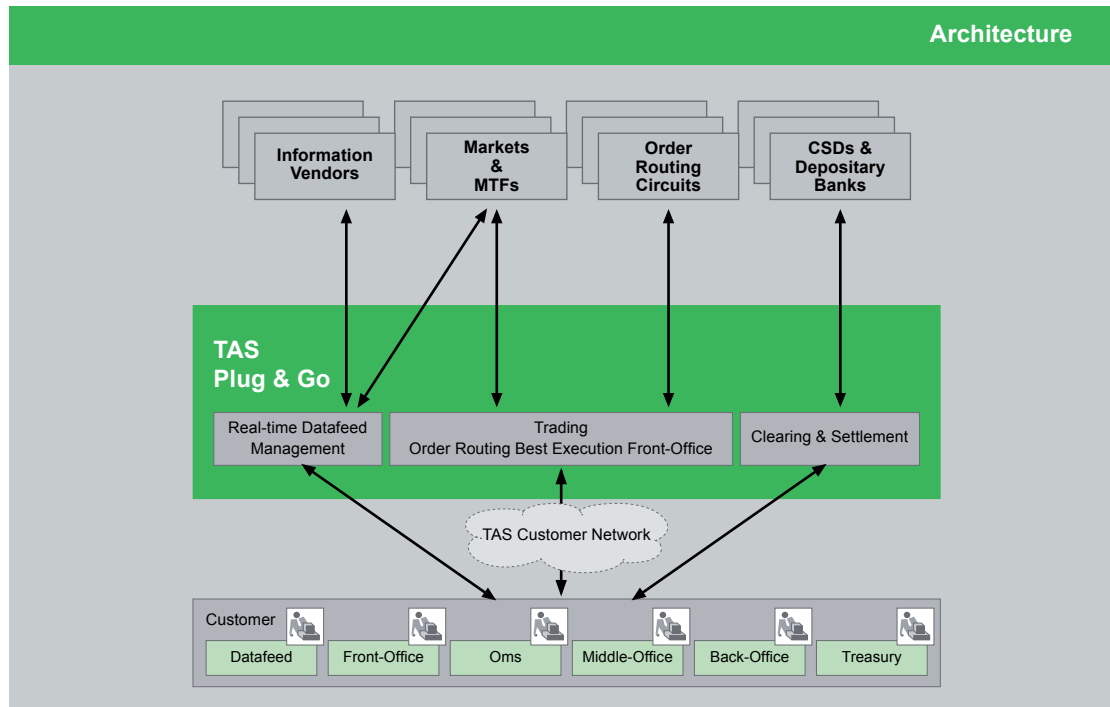 Architecture
Information
Vendors
Markets
&
MTFs
Order
Routing
Circuits
CSDs &
Depositary
Banks
TAS
Plug & Go
Real-time Datafeed
Management
Trading
Order Routing Best Execution Front-Office
Clearing & Settlement
TAS Customer Network
Customer
Datafeed
Front-Office
Oms
Middle-Office
Back-Office
Treasury